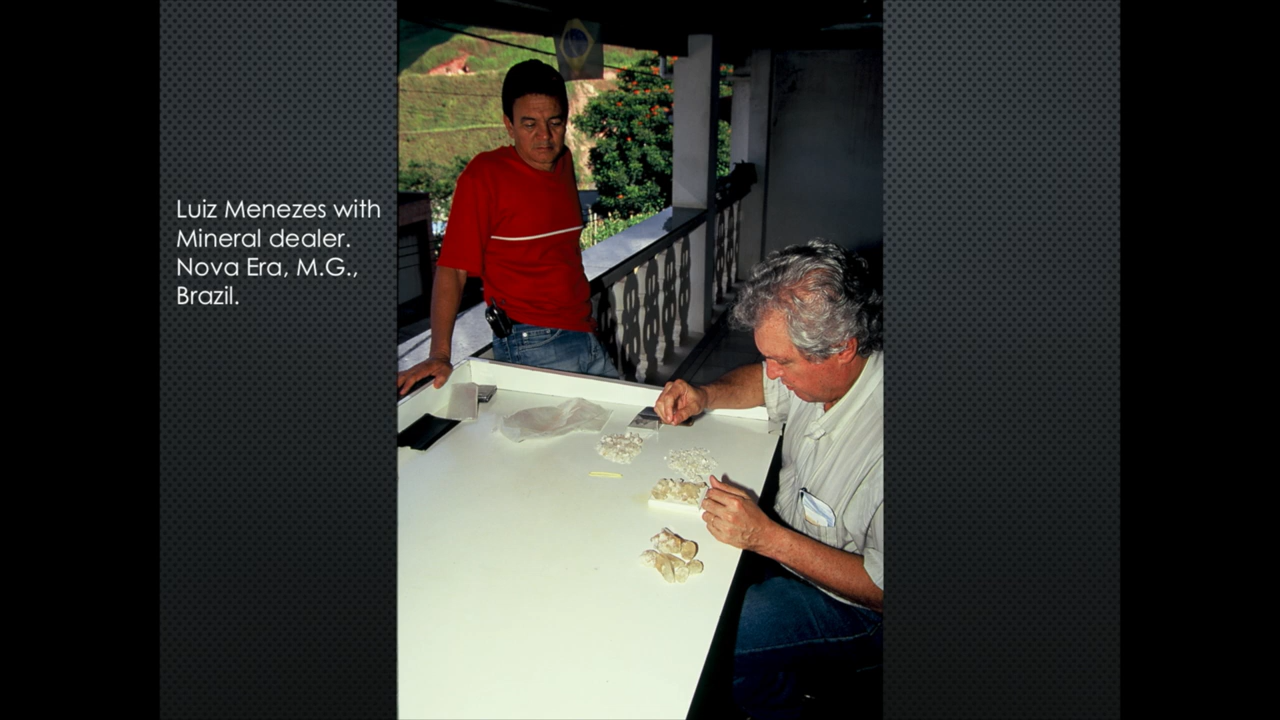 Luiz Menezes with
Mineral dealer.
Nova Era, M.G.,
Brazil.